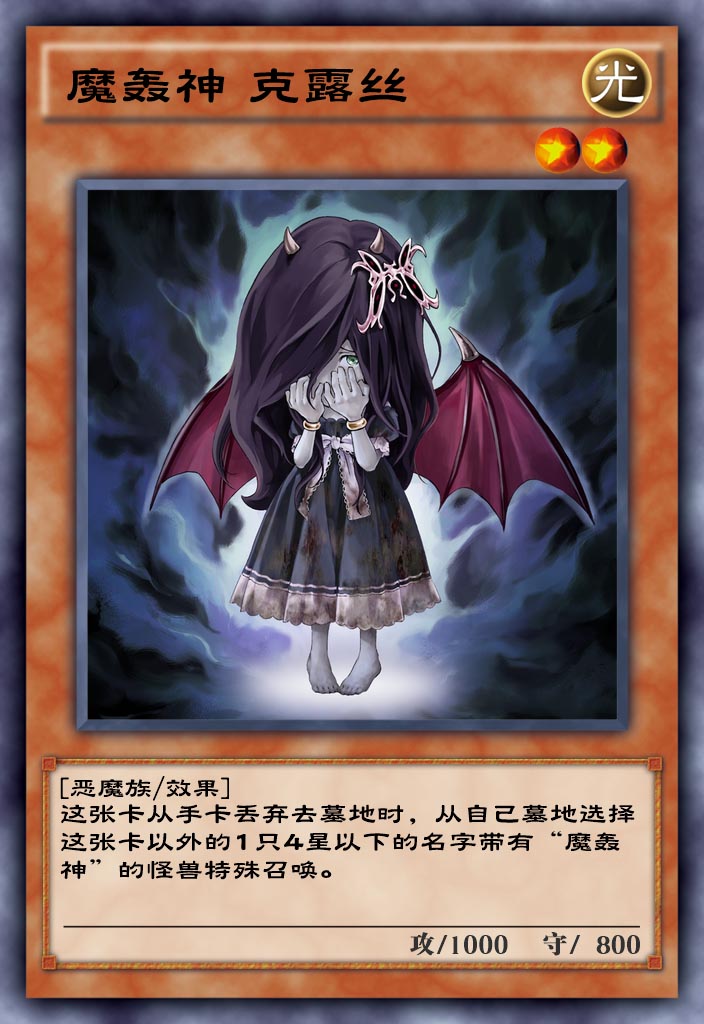 魔轰神 克露丝
光
[恶魔族/效果]
这张卡从手卡丢弃去墓地时，从自己墓地选择
这张卡以外的1只4星以下的名字带有“魔轰
神”的怪兽特殊召唤。
攻/1000 守/ 800